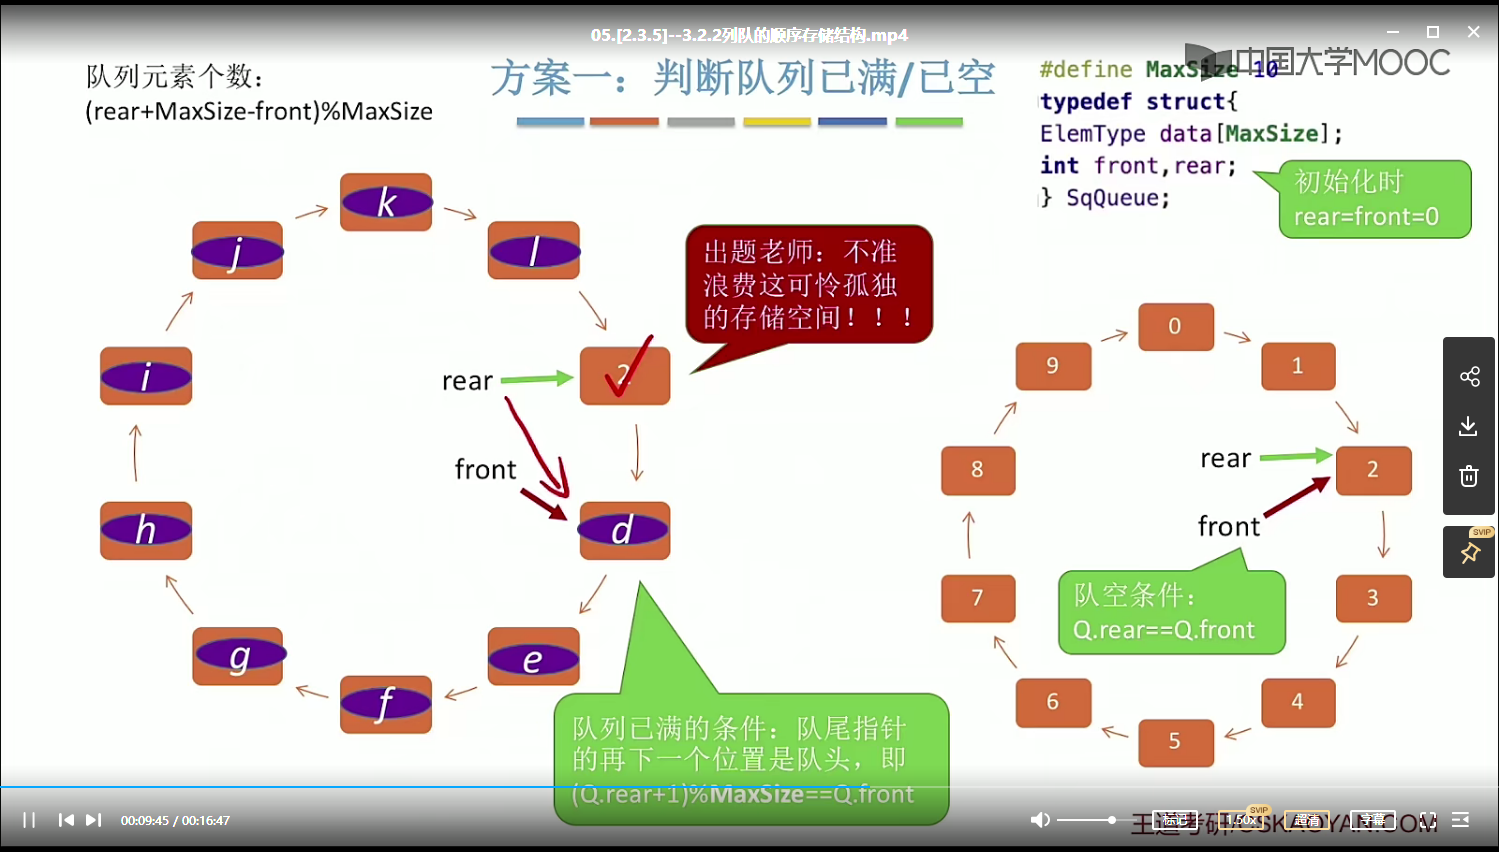 05.[2.3.5]--3.2.2列队的顺序存储结构.mp4
中国大学MOOC
队列元素个数：
(rear+MaxSize-front)%MaxSize
方案一：判断队列已满/已空
#define MaxSize 10
typedef struct{
ElemType data[MaxSize];
int front,rear;
} SqQueue;
初始化时
rear=front=0
k
j
l
出题老师：不准
浪费这可怜孤独
的存储空间！！！
i
2
rear
front
h
d
g
e
f
队列已满的条件：队尾指针
的再下一个位置是队头，即
(Q.rear+1)%MaxSize==Q.front
0
9
1
8
2
rear
front
7
3
队空条件：
Q.rear==Q.front
6
4
5
SVIP
00:09:45 / 00:16:47
标记
SVIP
1.50x
超清
字幕
王道考研/CSKAOYAN.COM